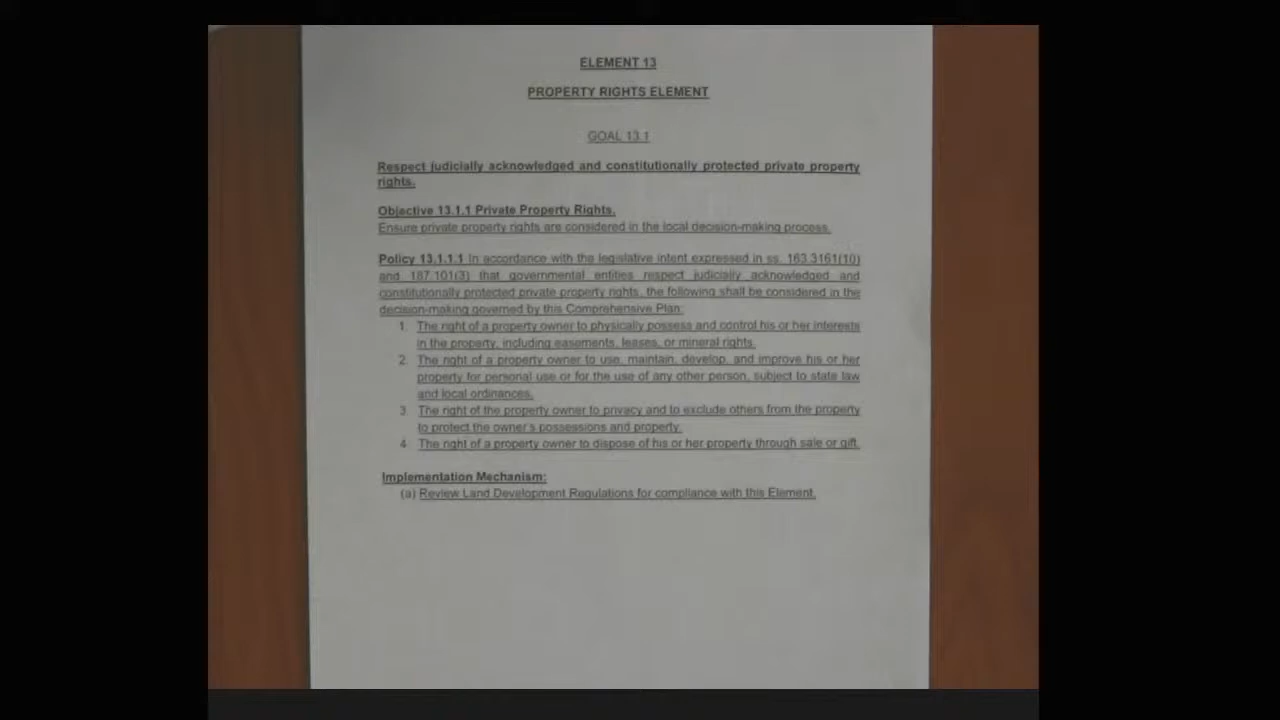 ELEMENT 13
PROPERTY RIGHTS ELEMENT
GOAL 13.1
Respect judicially acknowledged and constitutionally protected private property
rights.
Objective 13.1.1 Private Property Rights.
Ensure private property rights are considered in the local decision-making process.
Policy 13.1.1.1 In accordance with the legislative intent expressed in ss. 163.3161(10)
and 187.101(3) that governmental entities respect judicially acknowledged and
constitutionally protected private property rights, the following shall be considered in the
decision-making governed by this Comprehensive Plan:
1. The right of a property owner to physically possess and control his or her interests
in the property, including easements, leases, or mineral rights.
2. The right of a property owner to use, maintain, develop, and improve his or her
property for personal use or for the use of any other person, subject to state law
and local ordinances.
3. The right of the property owner to privacy and to exclude others from the property
to protect the owner's possessions and property.
4. The right of a property owner to dispose of his or her property through sale or gift.
Implementation Mechanism:
(a) Review Land Development Regulations for compliance with this Element.